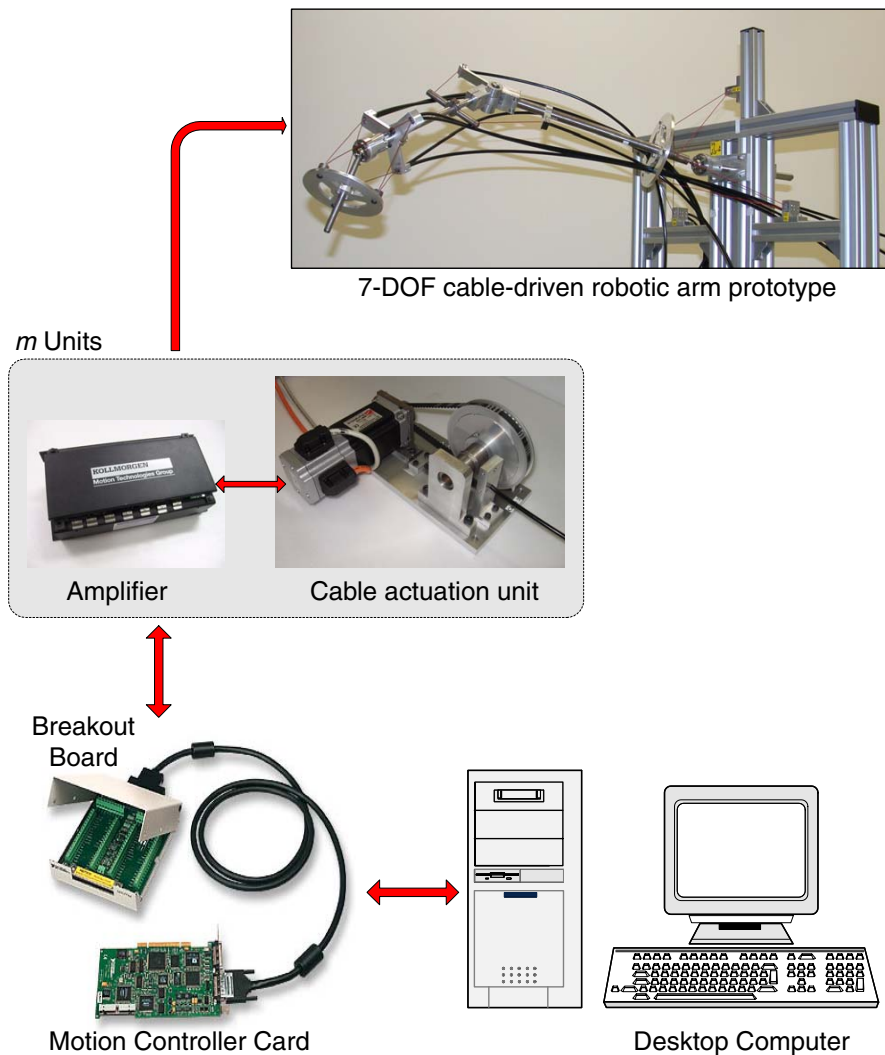 7-DOF cable-driven robotic arm prototype
m Units
KOLLMORGEN
Motion Technologies Group
Amplifier
Cable actuation unit
Breakout
Board
Motion Controller Card
Desktop Computer